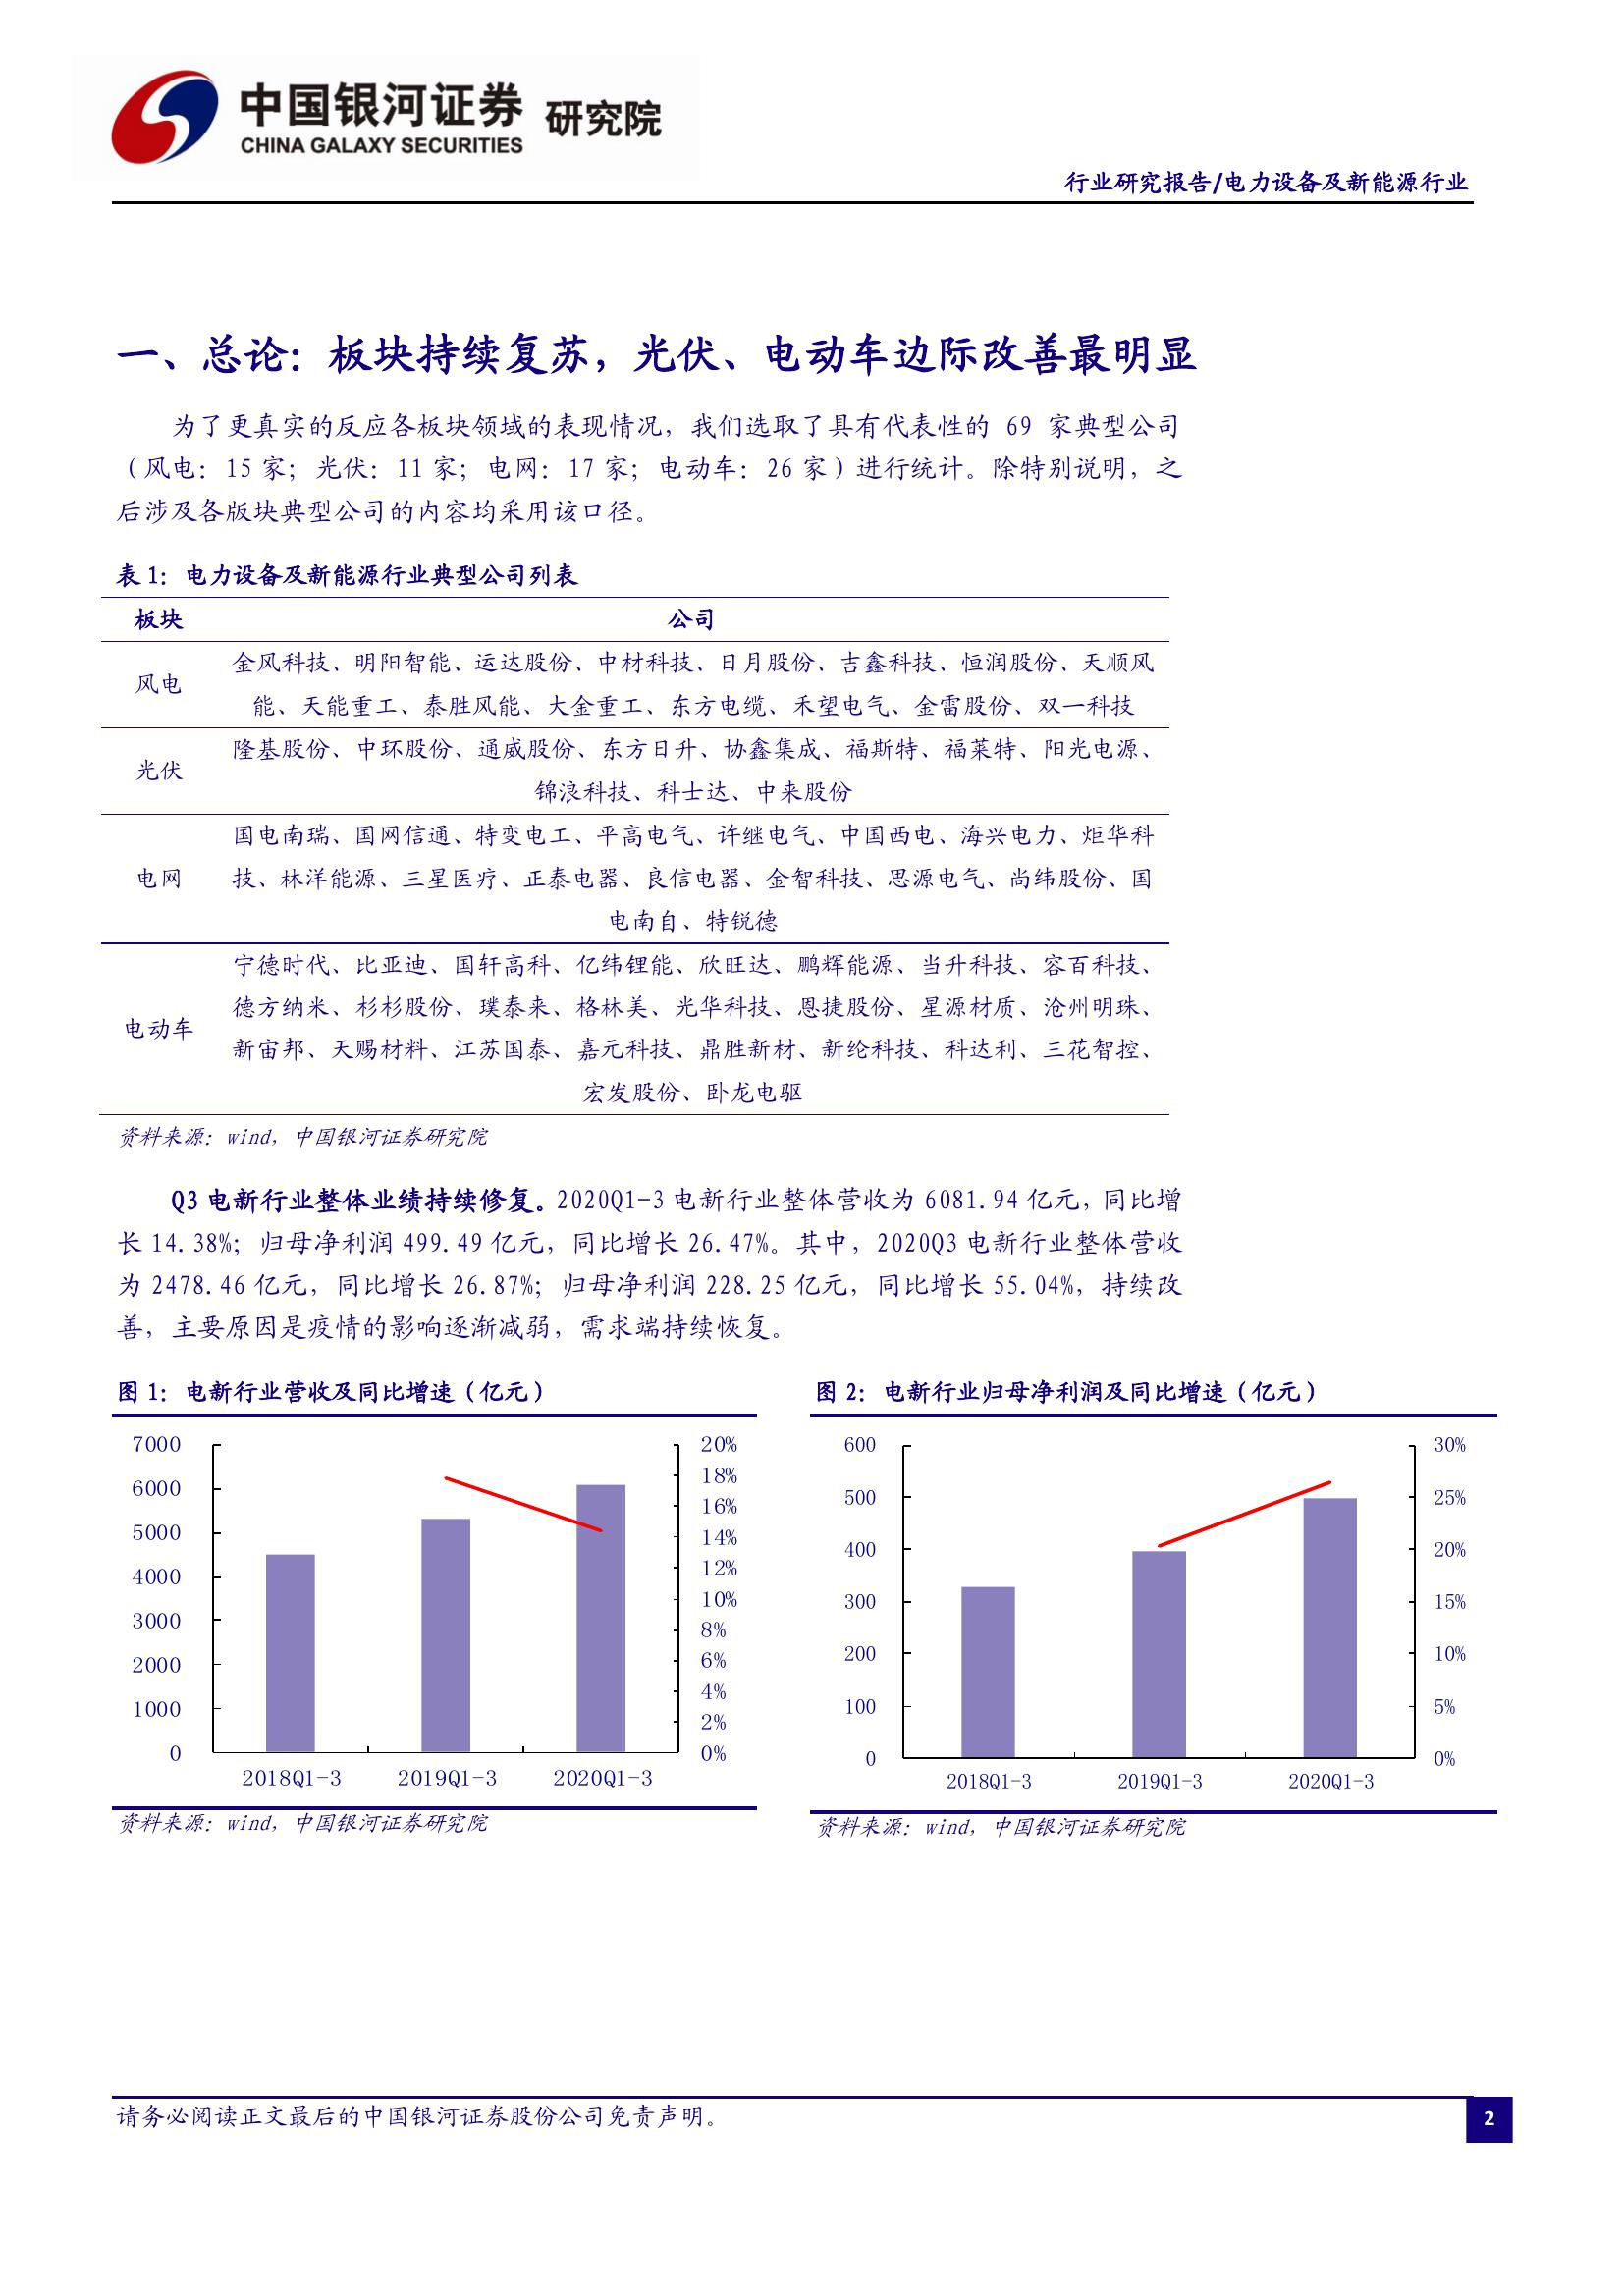 中国银河证券 研究院
CHINA GALAXY SECURITIES
行业研究报告/电力设备及新能源行业
一、总论：板块持续复苏，光伏、电动车边际改善最明显
为了更真实的反应各板块领域的表现情况，我们选取了具有代表性的 69 家典型公司
（风电：15 家；光伏：11 家；电网：17 家；电动车：26 家）进行统计。除特别说明，之
后涉及各版块典型公司的内容均采用该口径。
表 1：电力设备及新能源行业典型公司列表
板块 公司
风电
金风科技、明阳智能、运达股份、中材科技、日月股份、吉鑫科技、恒润股份、天顺风
能、天能重工、泰胜风能、大金重工、东方电缆、禾望电气、金雷股份、双一科技
光伏
隆基股份、中环股份、通威股份、东方日升、协鑫集成、福斯特、福莱特、阳光电源、
锦浪科技、科士达、中来股份
电网
国电南瑞、国网信通、特变电工、平高电气、许继电气、中国西电、海兴电力、炬华科
技、林洋能源、三星医疗、正泰电器、良信电器、金智科技、思源电气、尚纬股份、国
电南自、特锐德
电动车
宁德时代、比亚迪、国轩高科、亿纬锂能、欣旺达、鹏辉能源、当升科技、容百科技、
德方纳米、杉杉股份、璞泰来、格林美、光华科技、恩捷股份、星源材质、沧州明珠、
新宙邦、天赐材料、江苏国泰、嘉元科技、鼎胜新材、新纶科技、科达利、三花智控、
宏发股份、卧龙电驱
资料来源：wind，中国银河证券研究院
Q3 电新行业整体业绩持续修复。2020Q1-3 电新行业整体营收为 6081.94 亿元，同比增
长 14.38%；归母净利润 499.49 亿元，同比增长 26.47%。其中，2020Q3 电新行业整体营收
为 2478.46 亿元，同比增长 26.87%；归母净利润 228.25 亿元，同比增长 55.04%，持续改
善，主要原因是疫情的影响逐渐减弱，需求端持续恢复。
图 1：电新行业营收及同比增速（亿元）
7000
6000
5000
4000
3000
2000
1000
0
20%
18%
16%
14%
12%
10%
8%
6%
4%
2%
0%
2018Q1-3 2019Q1-3 2020Q1-3
资料来源：wind，中国银河证券研究院
图 2：电新行业归母净利润及同比增速（亿元）
600
500
400
300
200
100
0
30%
25%
20%
15%
10%
5%
0%
2018Q1-3 2019Q1-3 2020Q1-3
资料来源：wind，中国银河证券研究院
请务必阅读正文最后的中国银河证券股份公司免责声明。
2